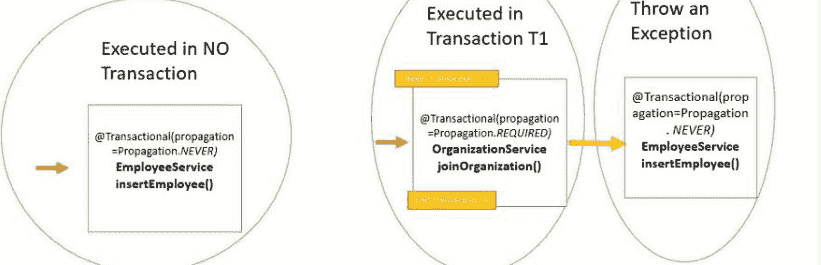 Executed in NO
Transaction
@Transactional(propagation
=Propagation.NEVER)
EmployeeService
insertEmployee()
Executed in
Transaction T1
@Transactional(propagation
=Propagation.REQUIRED)
OrganizationService
joinOrganization()
Throw an
Exception
@Transactional(prop
agation=Propagation
. NEVER)
EmployeeService
insertEmployee()